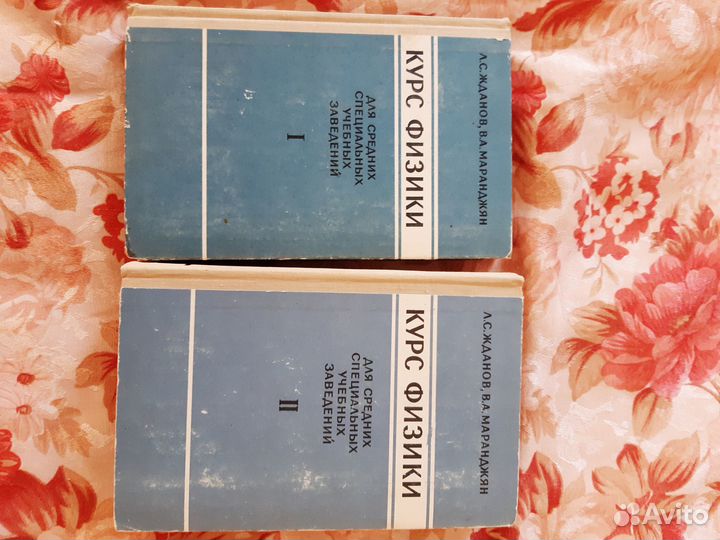 Л.С.ЖДАНОВ, В.А.МАРАНДЖЯН
КУРС ФИЗИКИ
ДЛЯ СРЕДНИХ
СПЕЦИАЛЬНЫХ
УЧЕБНЫХ
ЗАВЕДЕНИЙ
I
Л.С.ЖДАНОВ, В.А.МАРАНДЖЯН
КУРС ФИЗИКИ
ДЛЯ СРЕДНИХ
СПЕЦИАЛЬНЫХ
УЧЕБНЫХ
ЗАВЕДЕНИЙ
II
Avito